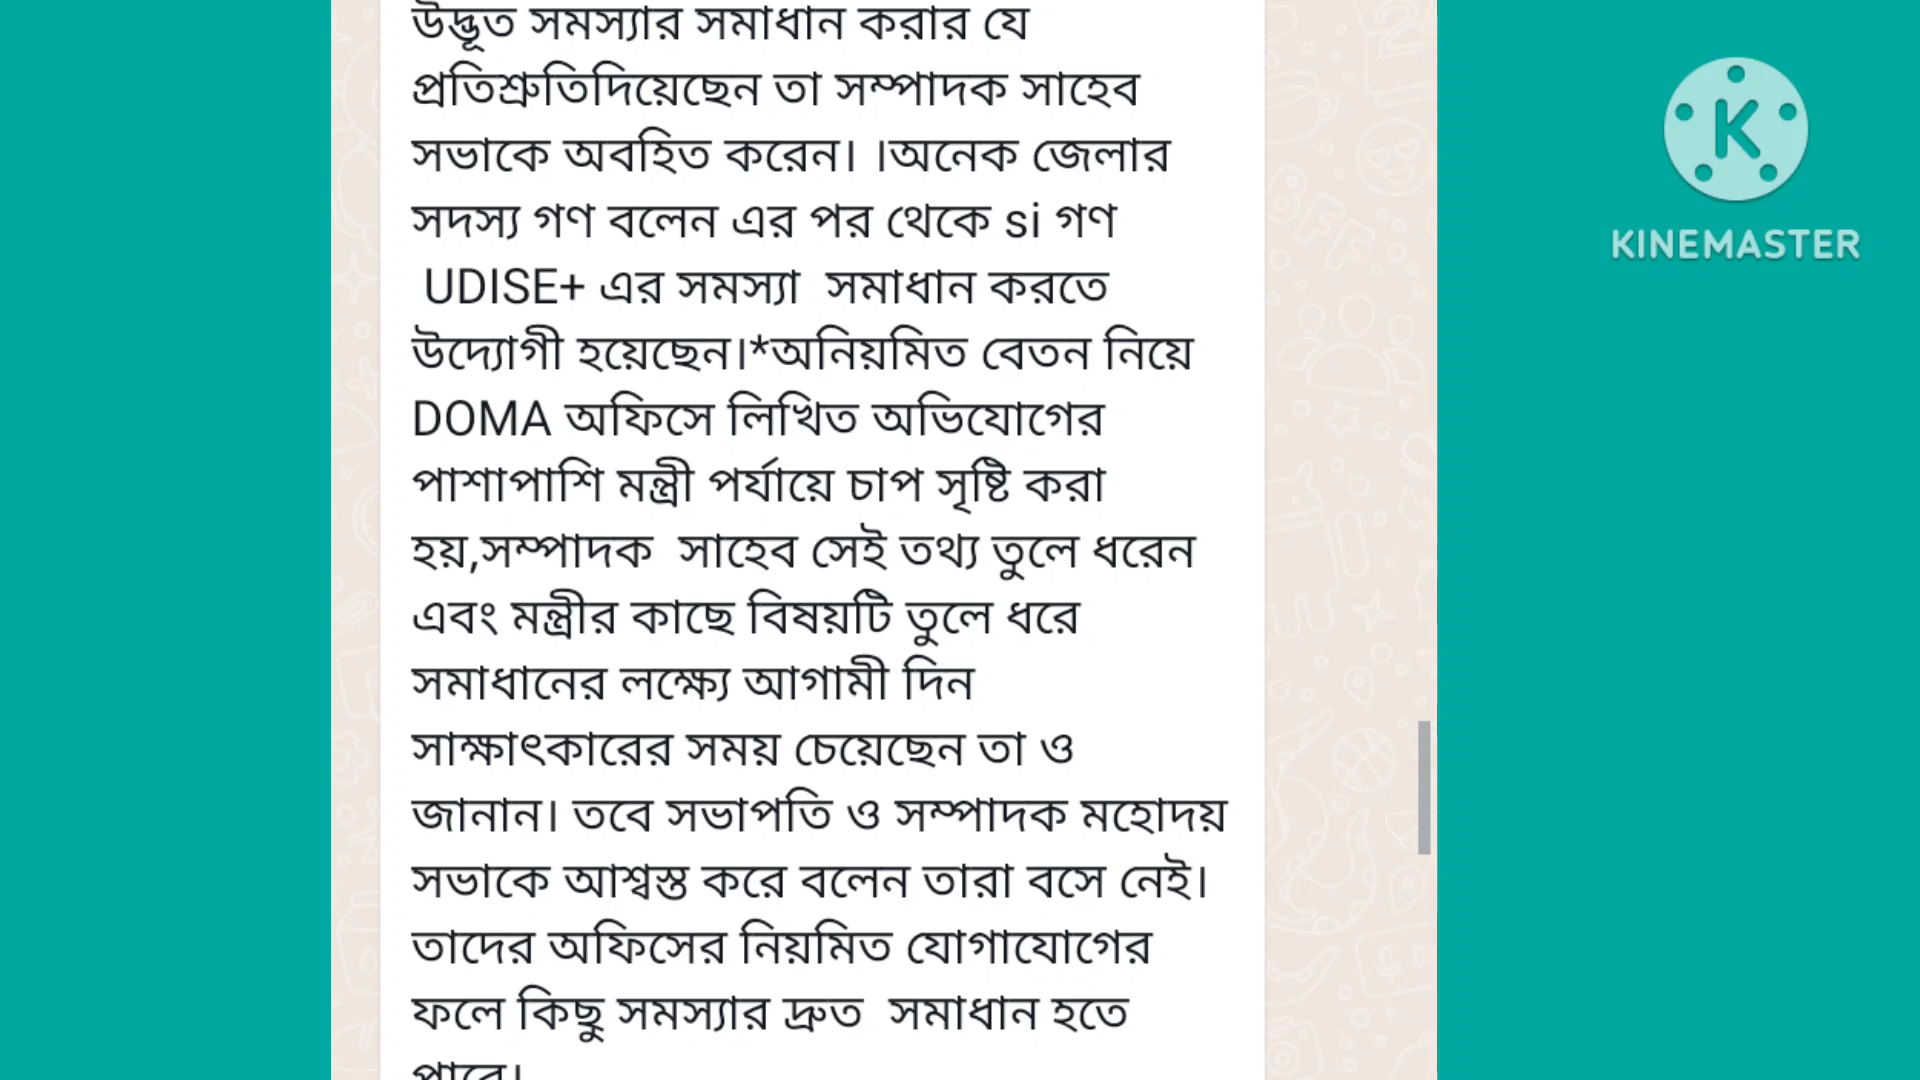 উদ্ভূত সমস্যার সমাধান করার যে
প্রতিশ্রুতিদিয়েছেন তা সম্পাদক সাহেব
সভাকে অবহিত করেন। ।অনেক জেলার
সদস্য গণ বলেন এর পর থেকে si গণ
UDISE+ এর সমস্যা  সমাধান করতে
উদ্যোগী হয়েছেন।*অনিয়মিত বেতন নিয়ে
DOMA অফিসে লিখিত অভিযোগের
পাশাপাশি মন্ত্রী পর্যায়ে চাপ সৃষ্টি করা
হয়,সম্পাদক  সাহেব সেই তথ্য তুলে ধরেন
এবং মন্ত্রীর কাছে বিষয়টি তুলে ধরে
সমাধানের লক্ষ্যে আগামী দিন
সাক্ষাৎকারের সময় চেয়েছেন তা ও
জানান। তবে সভাপতি ও সম্পাদক মহোদয়
সভাকে আশ্বস্ত করে বলেন তারা বসে নেই।
তাদের অফিসের নিয়মিত যোগাযোগের
ফলে কিছু সমস্যার দ্রুত  সমাধান হতে
পারে।
K
KINEMASTER